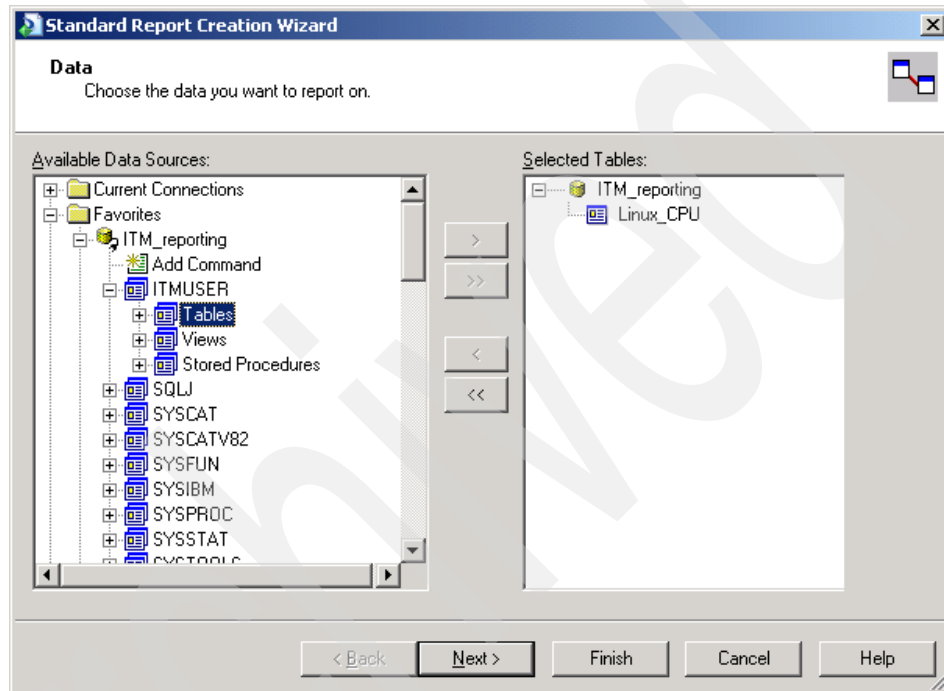 Standard Report Creation Wizard
Data
Choose the data you want to report on.
Available Data Sources:
Current Connections
Favorites
ITM_reporting
Add Command
ITMUSER
Tables
Views
Stored Procedures
SQLJ
SYSCAT
SYSCATV82
SYSFUN
SYSIBM
SYSPROC
SYSSTAT
>
>>
<
<<
Selected Tables:
ITM_reporting
Linux_CPU
< Back
Next >
Finish
Cancel
Help